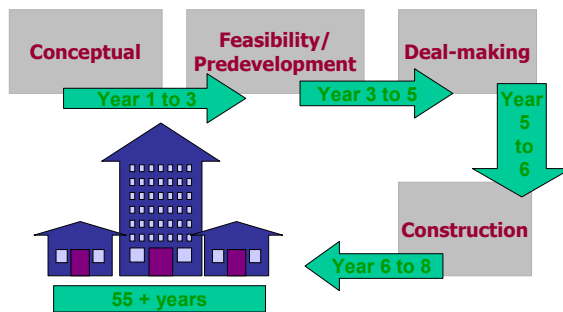 Conceptual
Feasibility/
Predevelopment
Deal-making
Year 1 to 3
Year 3 to 5
Year
5
to
6
Construction
Year 6 to 8
55 + years